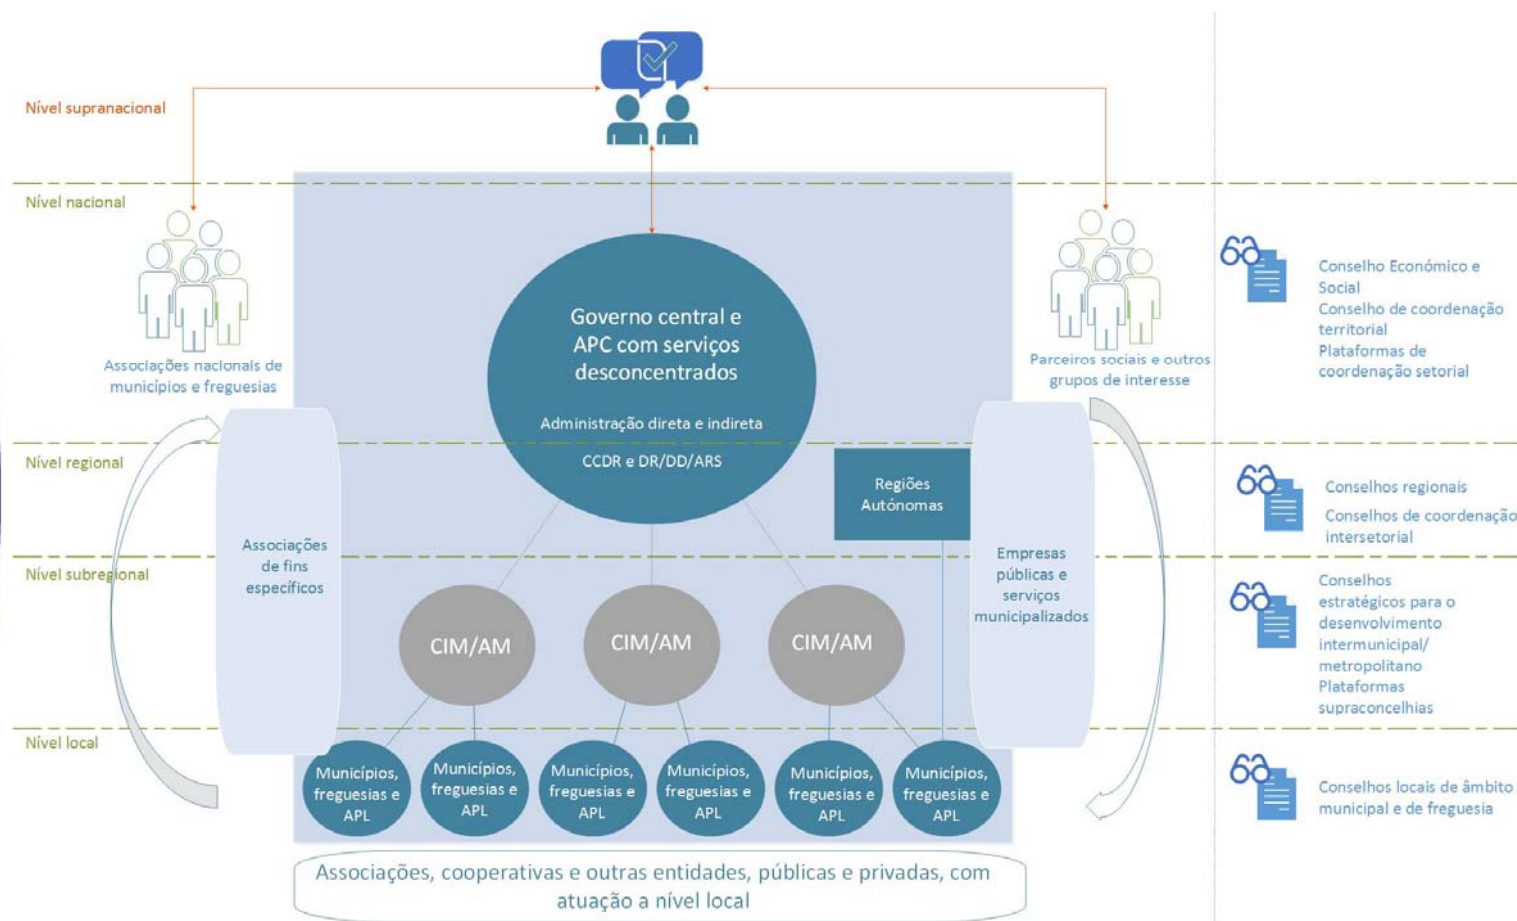 Nível supranacional
Nível nacional
Associações nacionais de
municípios e freguesias
Governo central e
APC com serviços
desconcentrados
Administração direta e indireta
CCDR e DR/DD/ARS
Parceiros sociais e outros
grupos de interesse
Conselho Económico e
Social
Conselho de coordenação
territorial
Plataformas de
coordenação setorial
Nível regional
Regiões
Autónomas
Conselhos regionais
Conselhos de coordenação
intersetorial
Associações
de fins
específicos
Empresas
públicas e
serviços
municipalizados
Nível subregional
CIM/AM
CIM/AM
CIM/AM
Conselhos
estratégicos para o
desenvolvimento
intermunicipal/
metropolitano
Plataformas
supraconcelhias
Nível local
Municípios,
freguesias e
APL
Municípios,
freguesias e
APL
Municípios,
freguesias e
APL
Municípios,
freguesias e
APL
Municípios,
freguesias e
APL
Municípios,
freguesias e
APL
Conselhos locais de âmbito
municipal e de freguesia
Associações, cooperativas e outras entidades, públicas e privadas, com
atuação a nível local